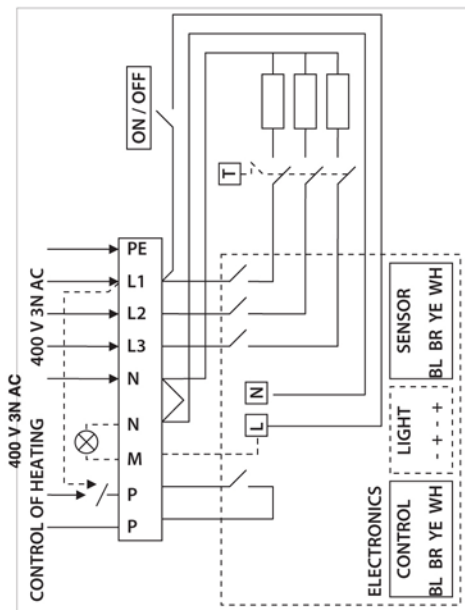 400 V 3N AC
CONTROL OF HEATING
400 V 3N AC
ON / OFF
PE
L1
L2
L3
N
N
M
P
P
T
N
L
ELECTRONICS
CONTROL
BL BR YE WH
LIGHT
- + - +
SENSOR
BL BR YE WH